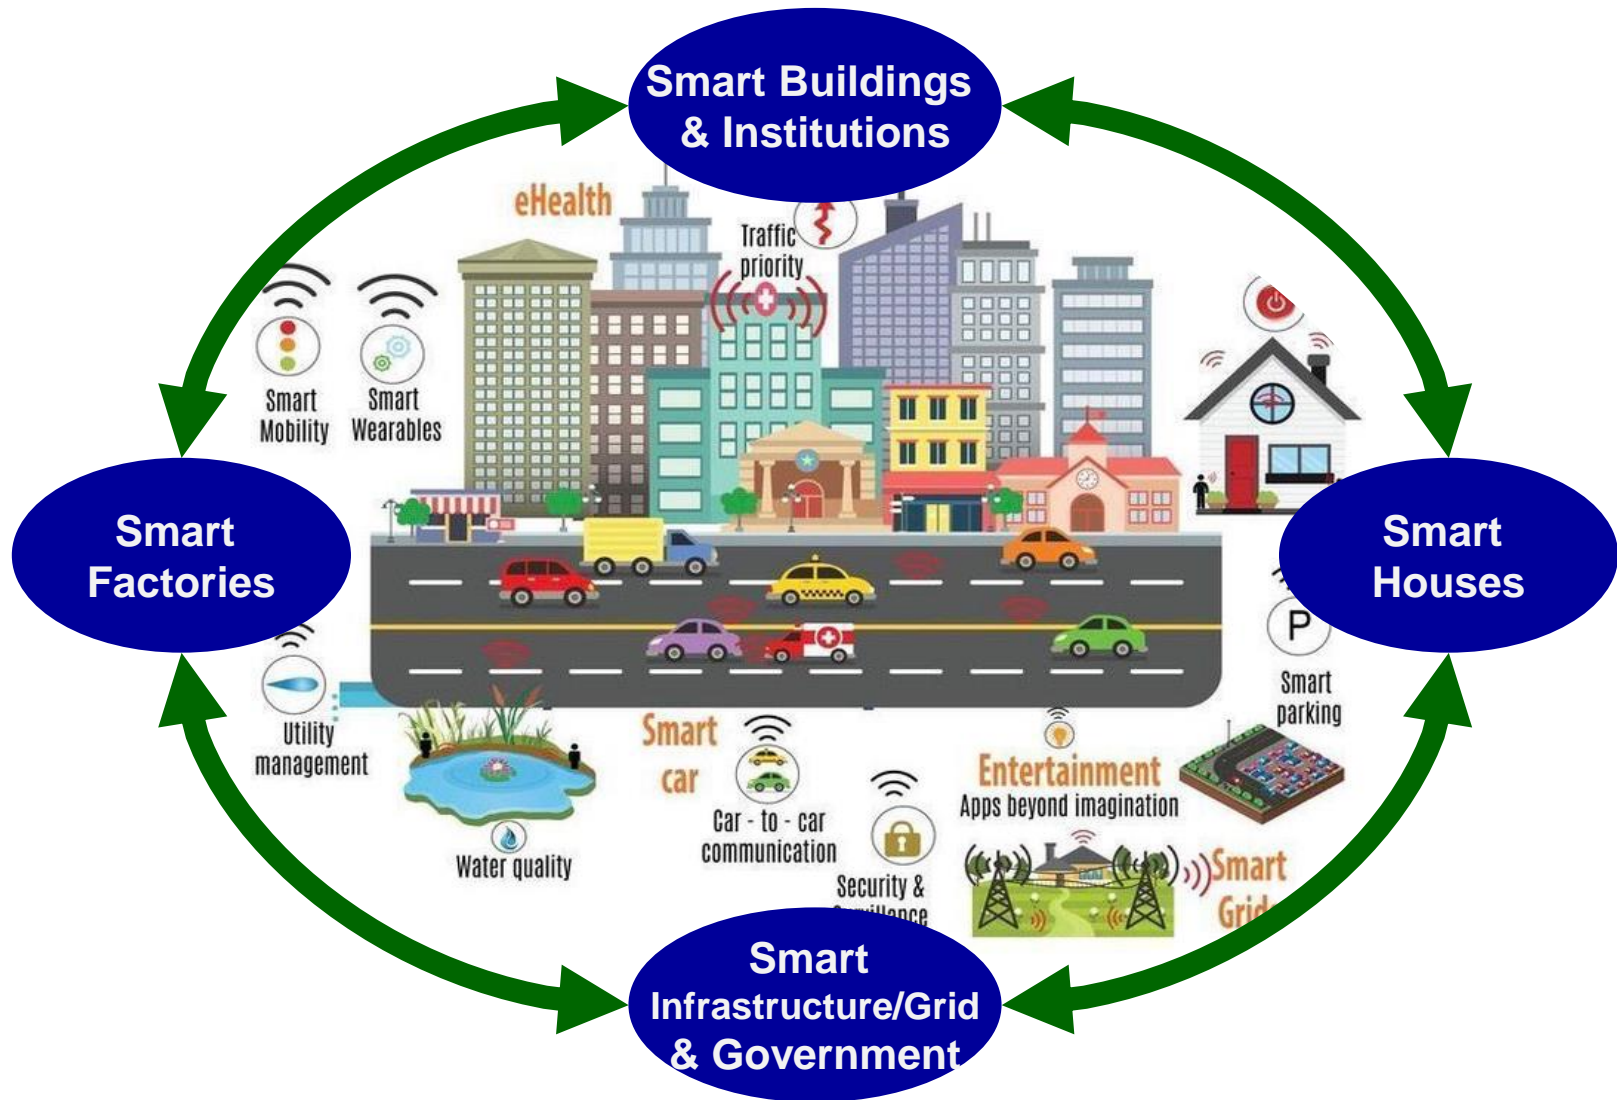 Smart Buildings
& Institutions
eHealth
Traffic
priority
Smart
Mobility
Smart
Wearables
Smart
Factories
Smart
Houses
P
Smart
parking
Utility
management
Smart
car
Entertainment
Apps beyond imagination
Car - to - car
communication
Water quality
Security &
Smart
Grid
Smart
Infrastructure/Grid
& Government